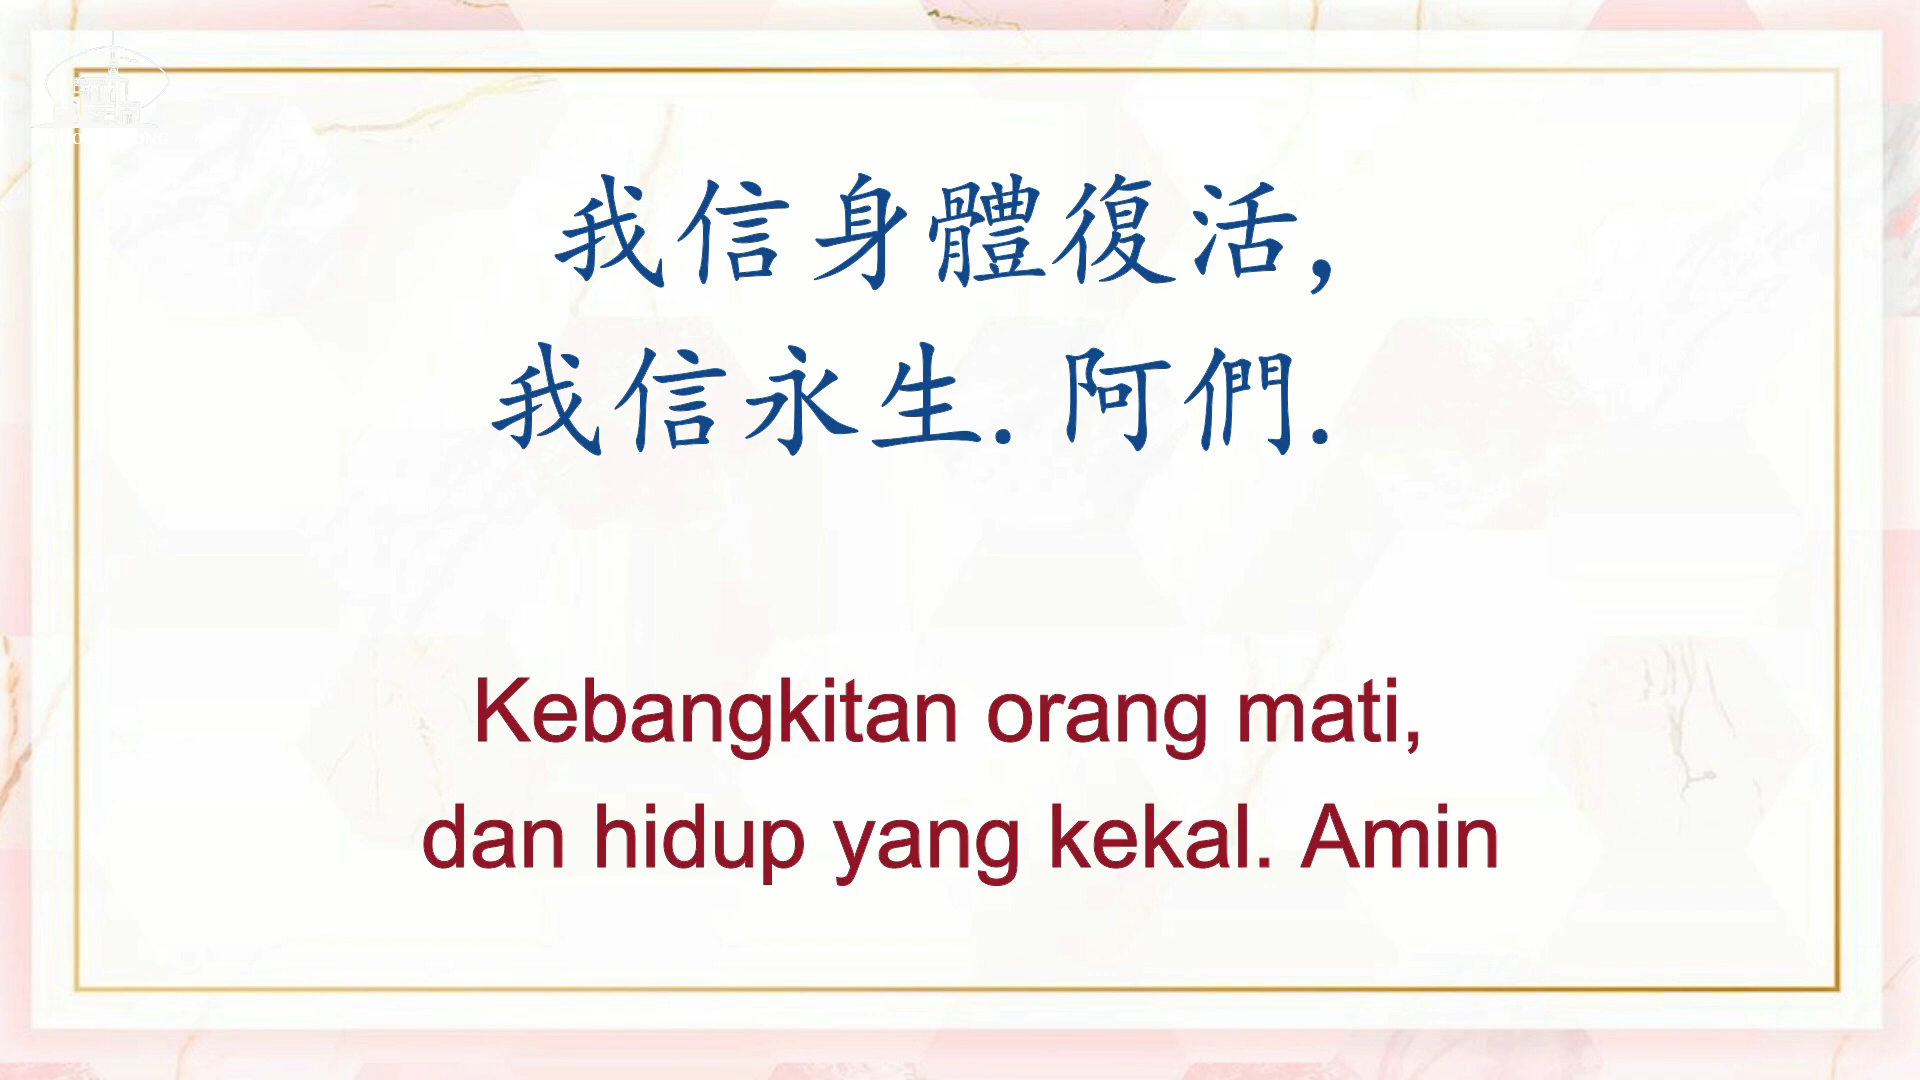 我信身體復活,
我信永生.阿們.
Kebangkitan orang mati,
dan hidup yang kekal. Amin